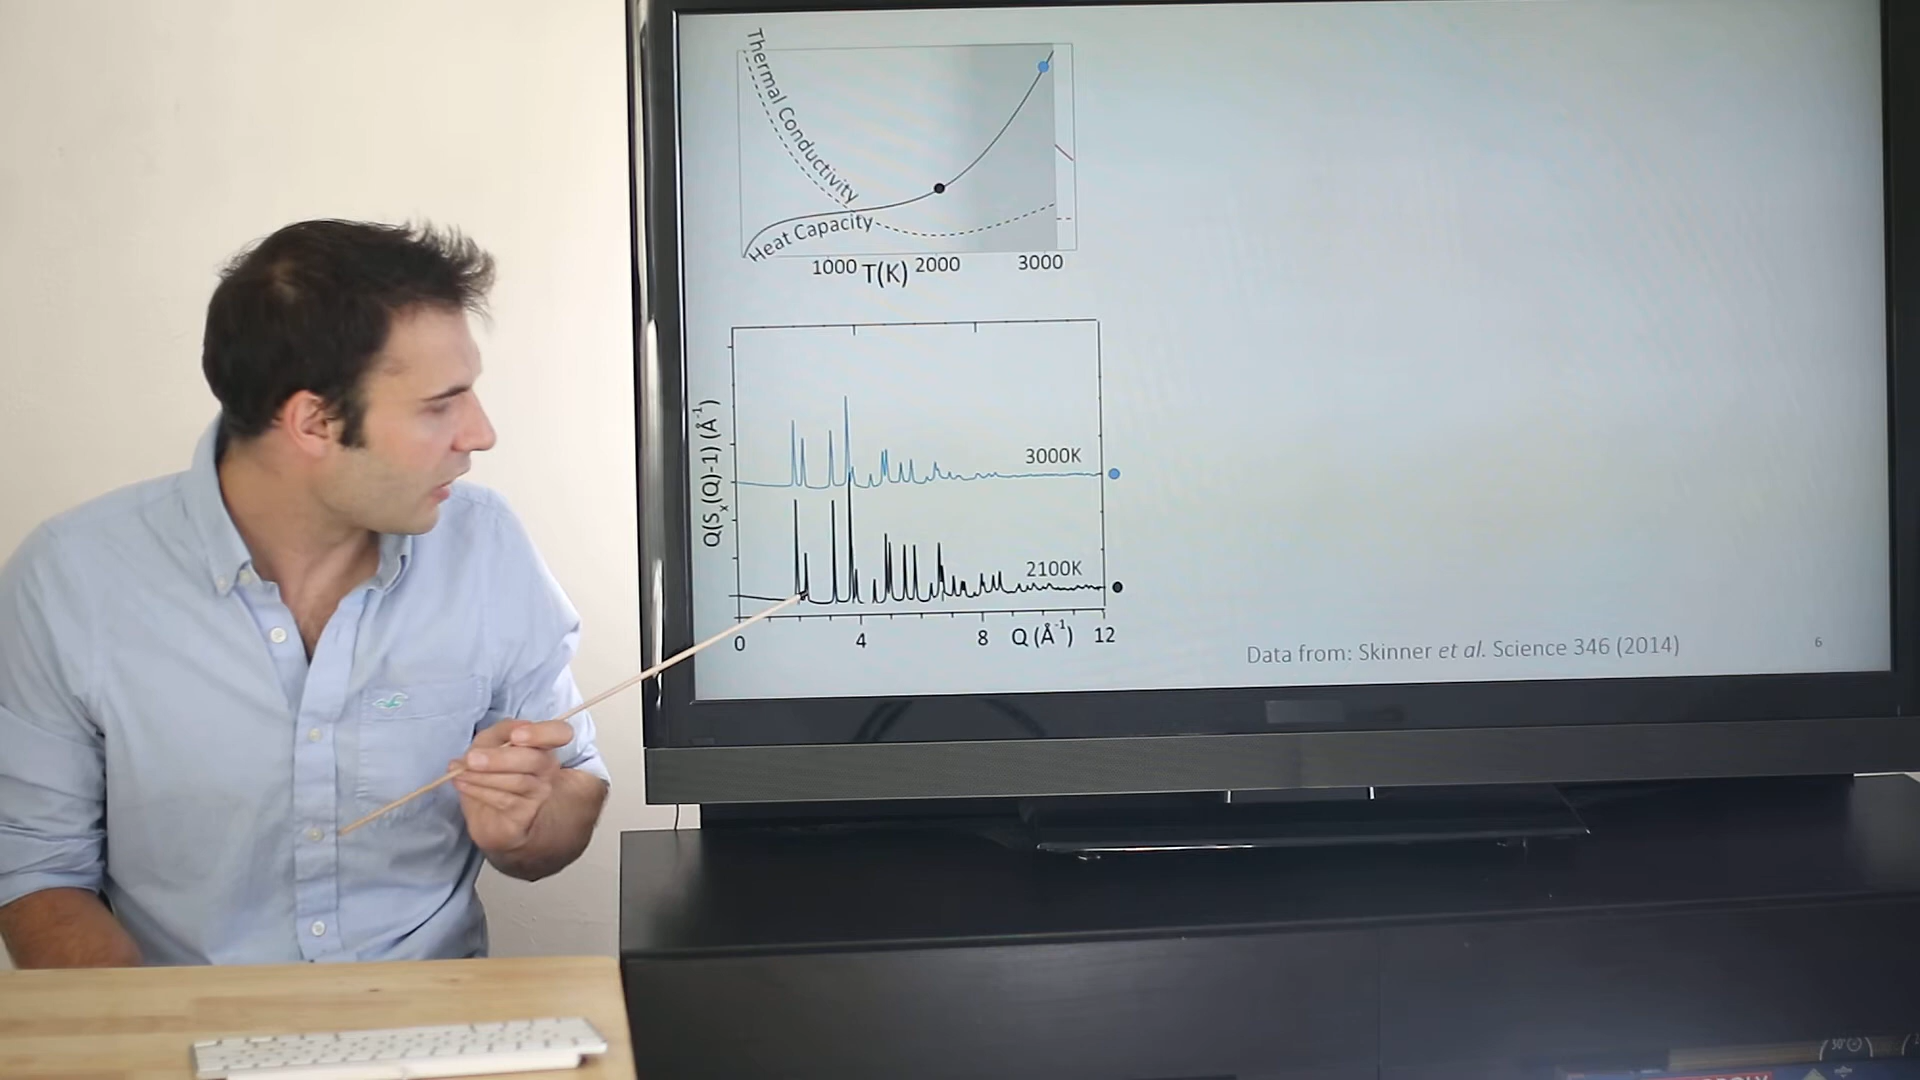 Thermal Conductivity
Heat Capacity
1000 2000 3000
T(K)
Q(Sₓ(Q)-1) (Å⁻¹)
3000K
2100K
0 4 8 12
Q (Å⁻¹)
Data from: Skinner et al. Science 346 (2014)
6